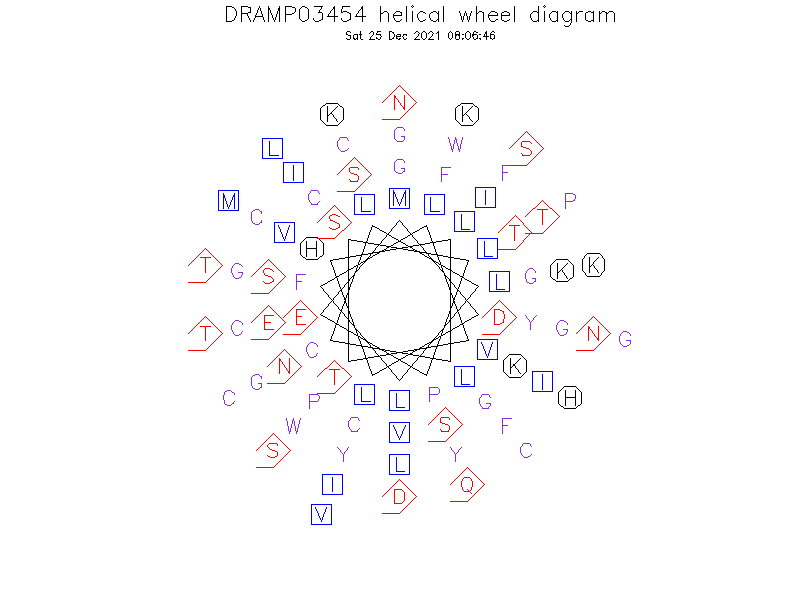 DRAMP03454 helical wheel diagram
Sat 25 Dec 2021 08:06:46
N
K K
G
L C W S
I S G F F
M C L M L I P
C S L T
V T
H L
T G S F L G K K
T C E E D Y G N G
C V
N K
G T L I
C P L L P G H
W C V S F
S Y L Y C
I D Q
V